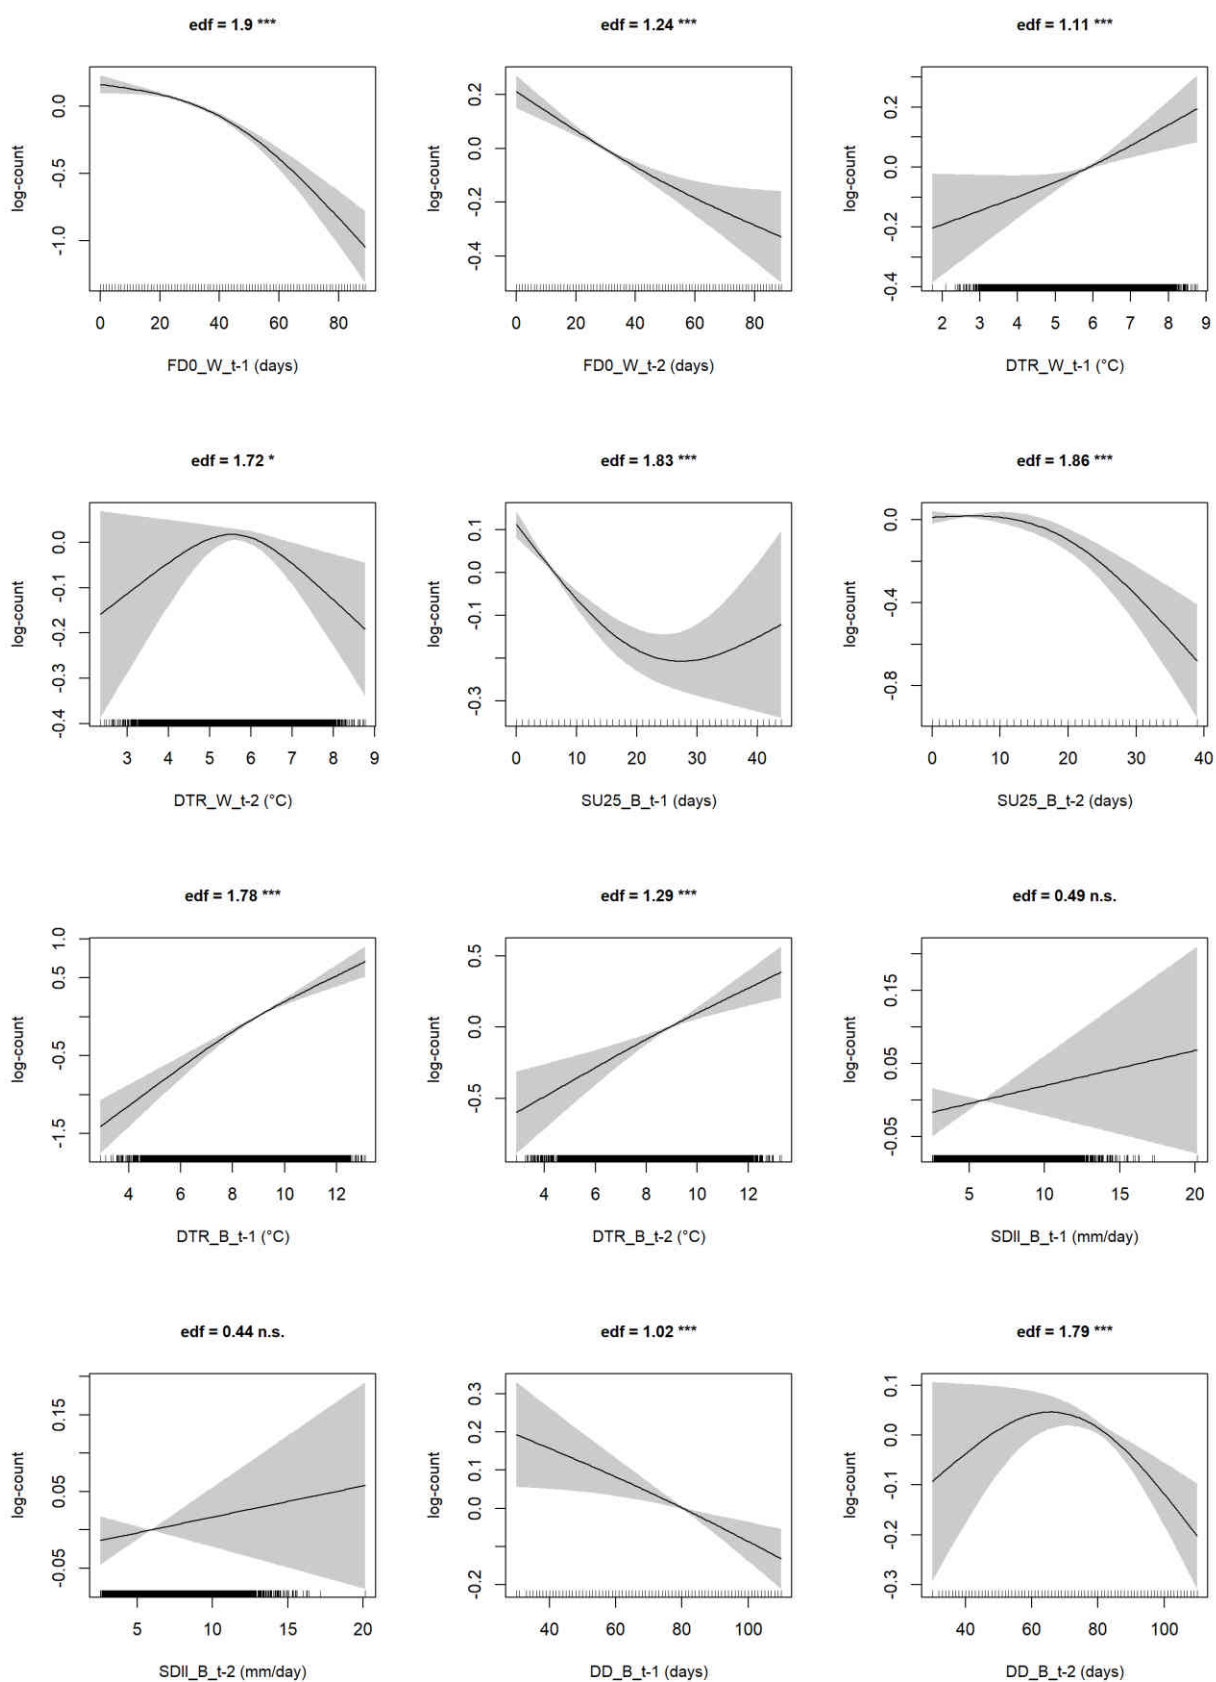 edf = 1.9 ***
edf = 1.24 ***
edf = 1.11 ***
log-count
0.0
-0.5
-1.0
0 20 40 60 80
FD0_W_t-1 (days)
log-count
0.2
0.0
-0.2
-0.4
0 20 40 60 80
FD0_W_t-2 (days)
log-count
0.2
0.0
-0.2
-0.4
2 3 4 5 6 7 8 9
DTR_W_t-1 (°C)
edf = 1.72 *
edf = 1.83 ***
edf = 1.86 ***
log-count
0.0
-0.1
-0.2
-0.3
-0.4
3 4 5 6 7 8 9
DTR_W_t-2 (°C)
log-count
0.1
0.0
-0.1
-0.3
0 10 20 30 40
SU25_B_t-1 (days)
log-count
0.0
-0.4
-0.8
0 10 20 30 40
SU25_B_t-2 (days)
edf = 1.78 ***
edf = 1.29 ***
edf = 0.49 n.s.
log-count
1.0
0.5
-0.5
-1.5
4 6 8 10 12
DTR_B_t-1 (°C)
log-count
0.5
0.0
-0.5
4 6 8 10 12
DTR_B_t-2 (°C)
log-count
0.15
0.05
-0.05
5 10 15 20
SDII_B_t-1 (mm/day)
edf = 0.44 n.s.
edf = 1.02 ***
edf = 1.79 ***
log-count
0.15
0.05
-0.05
5 10 15 20
SDII_B_t-2 (mm/day)
log-count
0.3
0.2
0.1
0.0
-0.2
40 60 80 100
DD_B_t-1 (days)
log-count
0.1
0.0
-0.1
-0.2
-0.3
40 60 80 100
DD_B_t-2 (days)